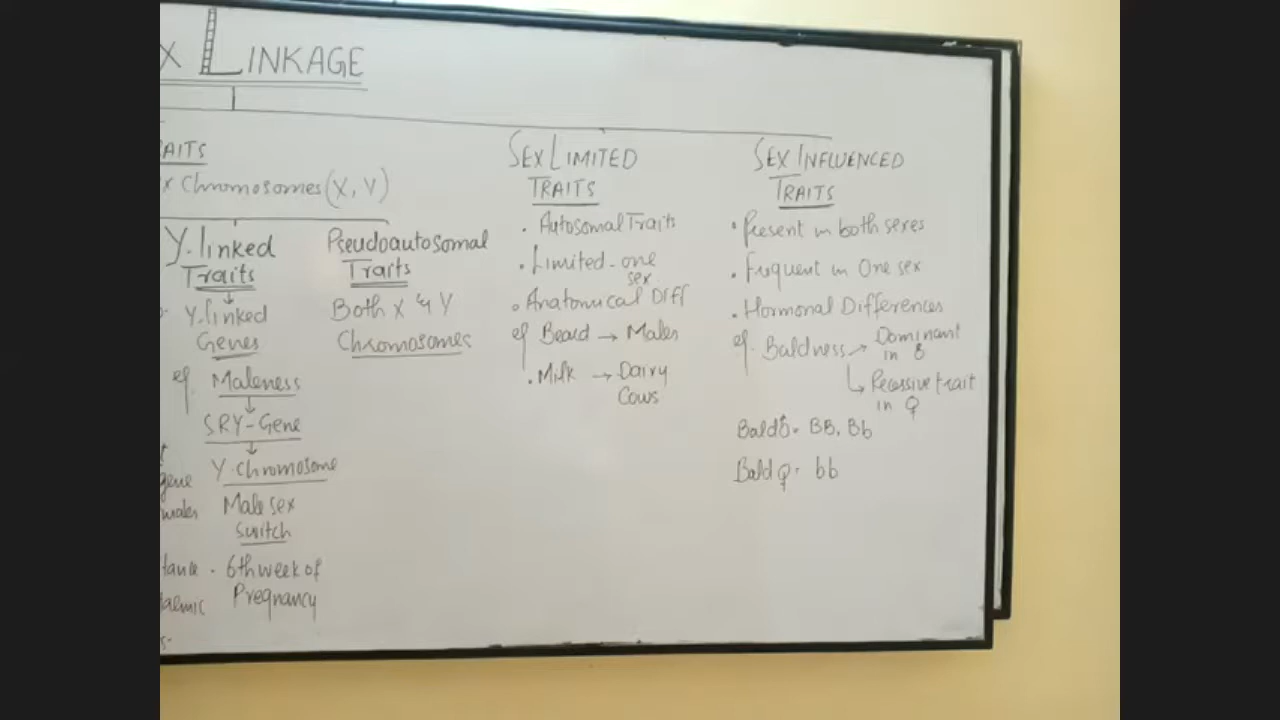 X LINKAGE
AITS
X Chromosomes (X, Y)
Y.linked
Traits
Y.linked
Genes
eg. Maleness
SRY-Gene
Y.chromosome
Male sex
Switch
6th week of
Pregnancy
gene
males
tance
Pseudoautosomal
Traits
Both X & Y
Chromosomes
SEX LIMITED
TRAITS
. Autosomal Traits
. Limited-one
sex
. Anatomical Diff
eg Beard → Males
. Milk → Dairy
Cows
SEX INFLUENCED
TRAITS
. Present in both sexes
. Frequent in One sex
. Hormonal Differences
eg. Baldness → Dominant
in ♂
↳ Recessive trait
in ♀
Bald ♂ = BB, Bb
Bald ♀ = bb